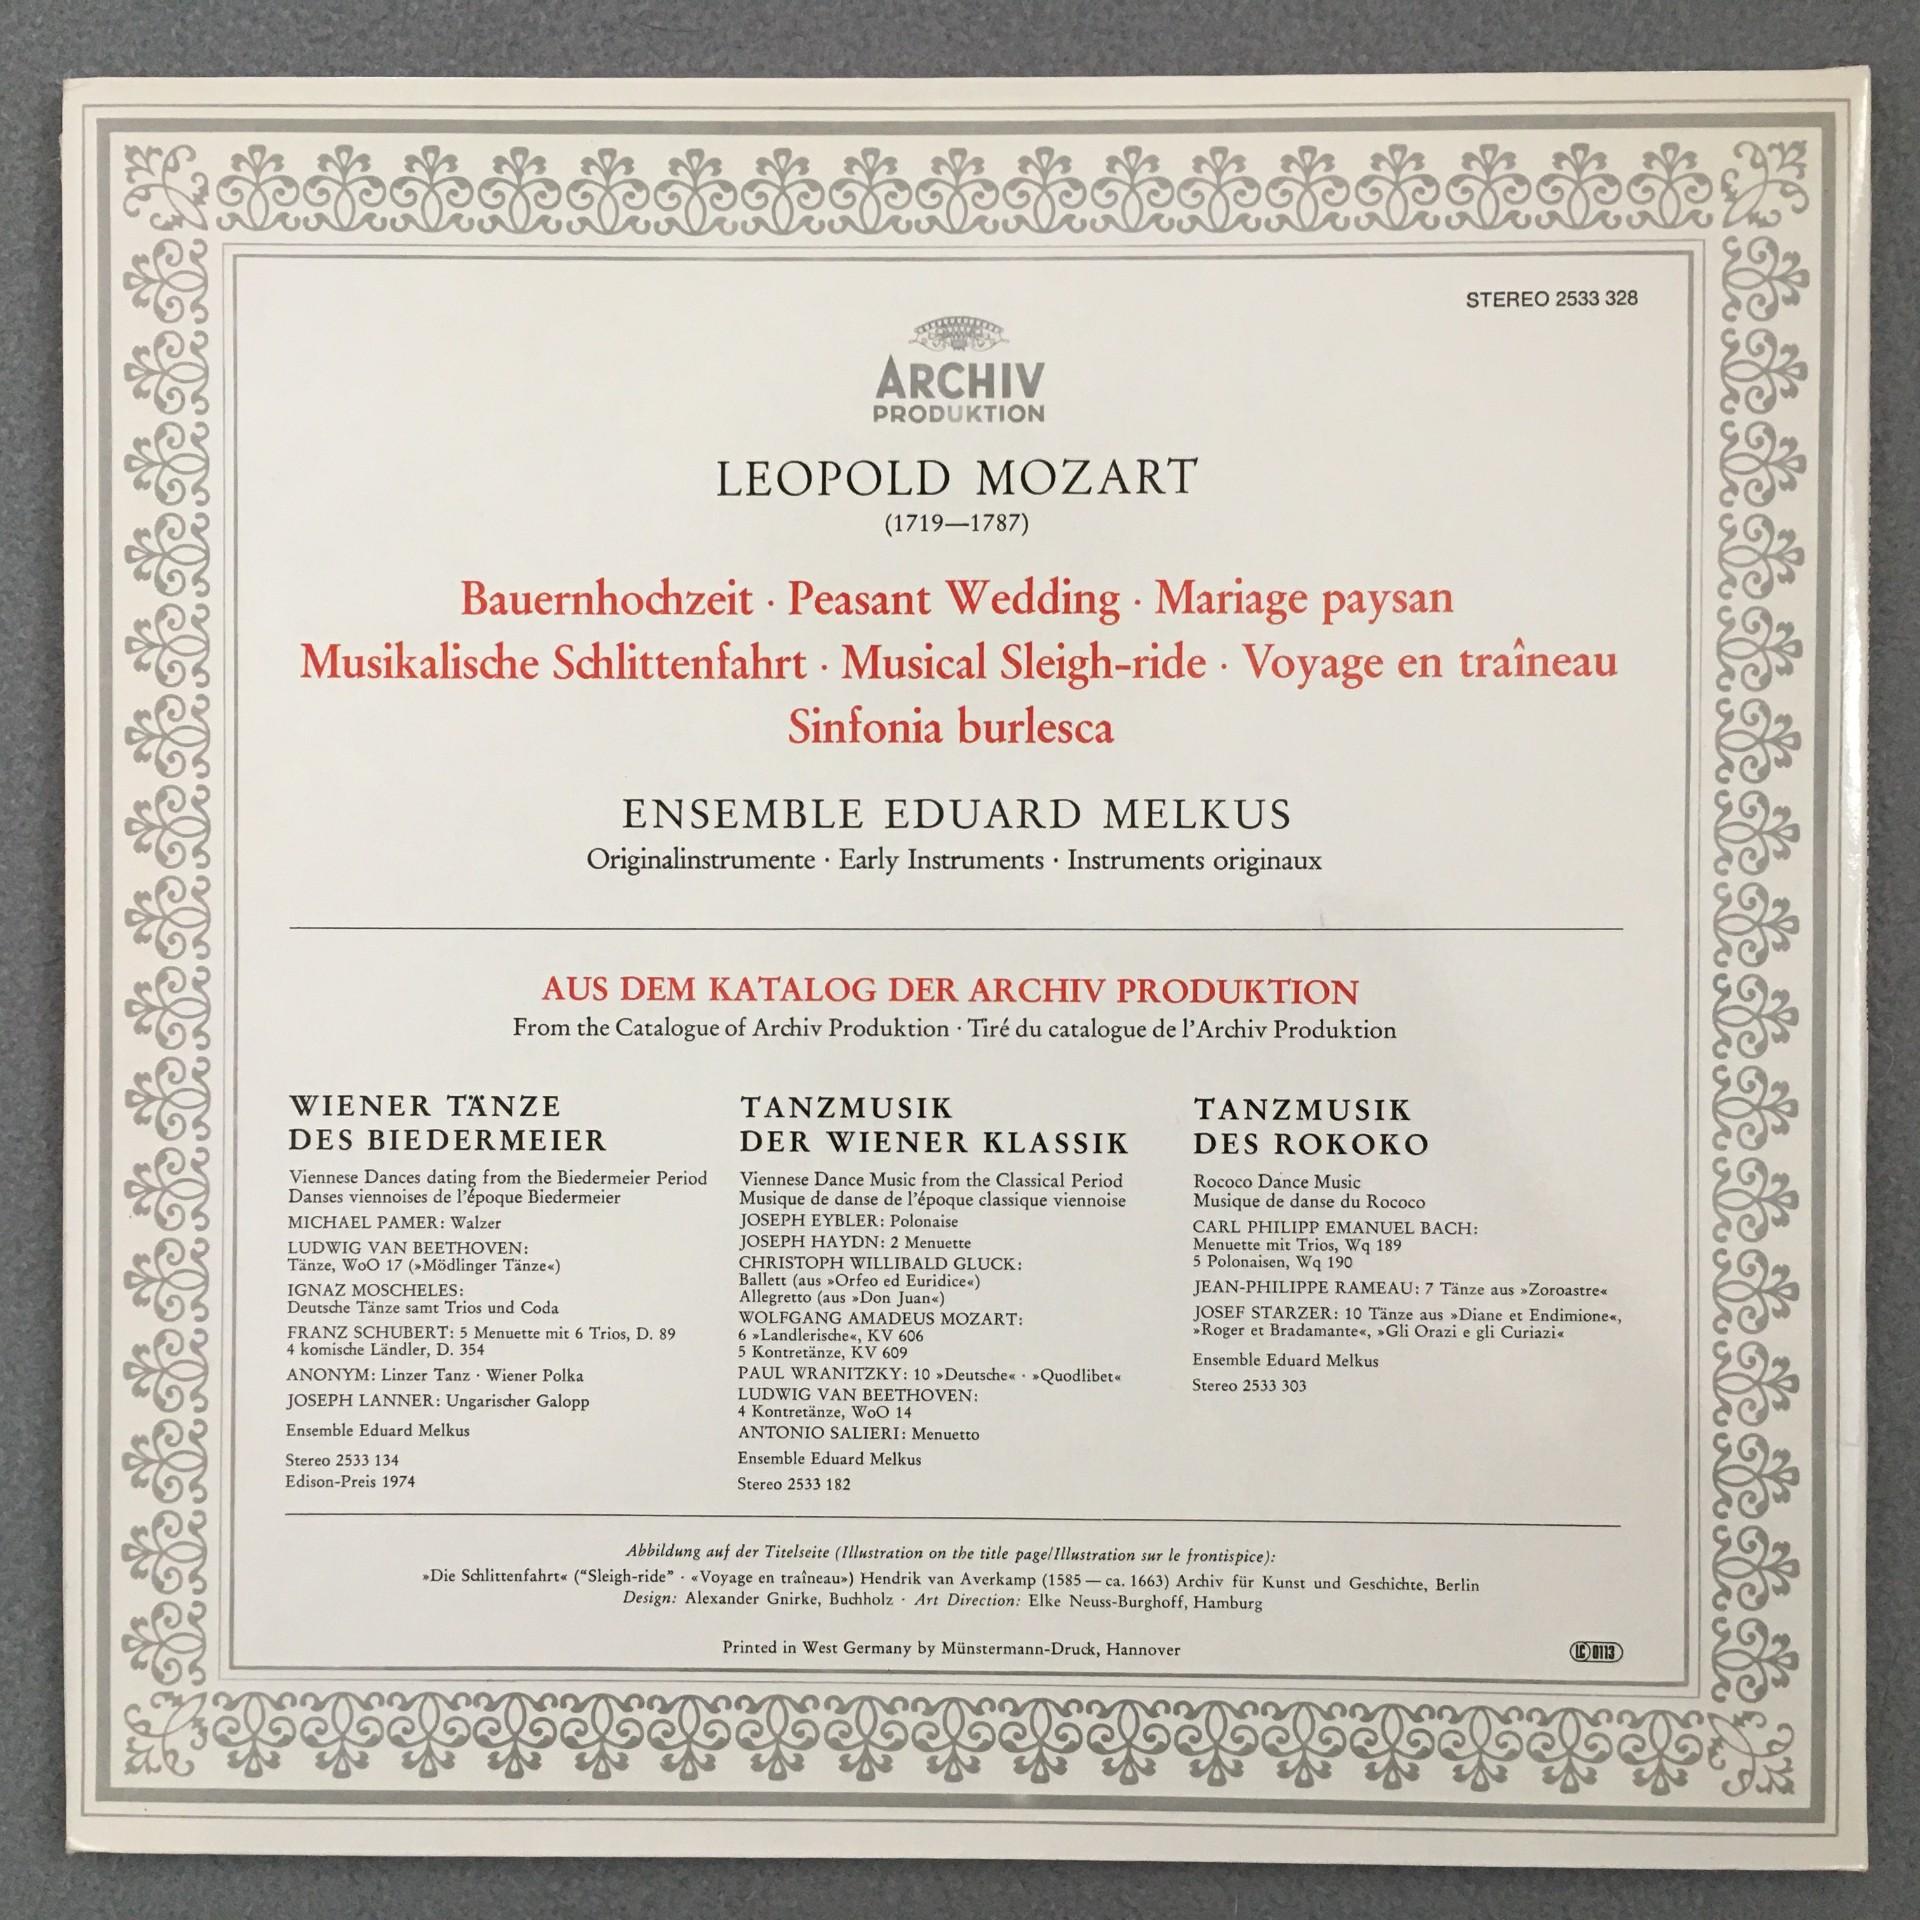 STEREO 2533 328
ARCHIV
PRODUKTION
LEOPOLD MOZART
(1719—1787)
Bauernhochzeit · Peasant Wedding · Mariage paysan
Musikalische Schlittenfahrt · Musical Sleigh-ride · Voyage en traîneau
Sinfonia burlesca
ENSEMBLE EDUARD MELKUS
Originalinstrumente · Early Instruments · Instruments originaux
AUS DEM KATALOG DER ARCHIV PRODUKTION
From the Catalogue of Archiv Produktion · Tiré du catalogue de l'Archiv Produktion
WIENER TÄNZE
DES BIEDERMEIER
Viennese Dances dating from the Biedermeier Period
Danses viennoises de l'époque Biedermeier
MICHAEL PAMER: Walzer
LUDWIG VAN BEETHOVEN:
Tänze, WoO 17 (»Mödlinger Tänze«)
IGNAZ MOSCHELES:
Deutsche Tänze samt Trios und Coda
FRANZ SCHUBERT: 5 Menuette mit 6 Trios, D. 89
4 komische Ländler, D. 354
ANONYM: Linzer Tanz · Wiener Polka
JOSEPH LANNER: Ungarischer Galopp
Ensemble Eduard Melkus
Stereo 2533 134
Edison-Preis 1974
TANZMUSIK
DER WIENER KLASSIK
Viennese Dance Music from the Classical Period
Musique de danse de l'époque classique viennoise
JOSEPH EYBLER: Polonaise
JOSEPH HAYDN: 2 Menuette
CHRISTOPH WILLIBALD GLUCK:
Ballett (aus »Orfeo ed Euridice«)
Allegretto (aus »Don Juan«)
WOLFGANG AMADEUS MOZART:
6 »Landlerische«, KV 606
5 Kontretänze, KV 609
PAUL WRANITZKY: 10 »Deutsche« · »Quodlibet«
LUDWIG VAN BEETHOVEN:
4 Kontretänze, WoO 14
ANTONIO SALIERI: Menuetto
Ensemble Eduard Melkus
Stereo 2533 182
TANZMUSIK
DES ROKOKO
Rococo Dance Music
Musique de danse du Rococo
CARL PHILIPP EMANUEL BACH:
Menuette mit Trios, Wq 189
5 Polonaisen, Wq 190
JEAN-PHILIPPE RAMEAU: 7 Tänze aus »Zoroastre«
JOSEF STARZER: 10 Tänze aus »Diane et Endimione«,
»Roger et Bradamante«, »Gli Orazi e gli Curiazi«
Ensemble Eduard Melkus
Stereo 2533 303
Abbildung auf der Titelseite (Illustration on the title page/Illustration sur le frontispice):
»Die Schlittenfahrt« (“Sleigh-ride” · «Voyage en traîneau») Hendrik van Averkamp (1585 — ca. 1663) Archiv für Kunst und Geschichte, Berlin
Design: Alexander Gnirke, Buchholz · Art Direction: Elke Neuss-Burghoff, Hamburg
Printed in West Germany by Münstermann-Druck, Hannover
LC 0113